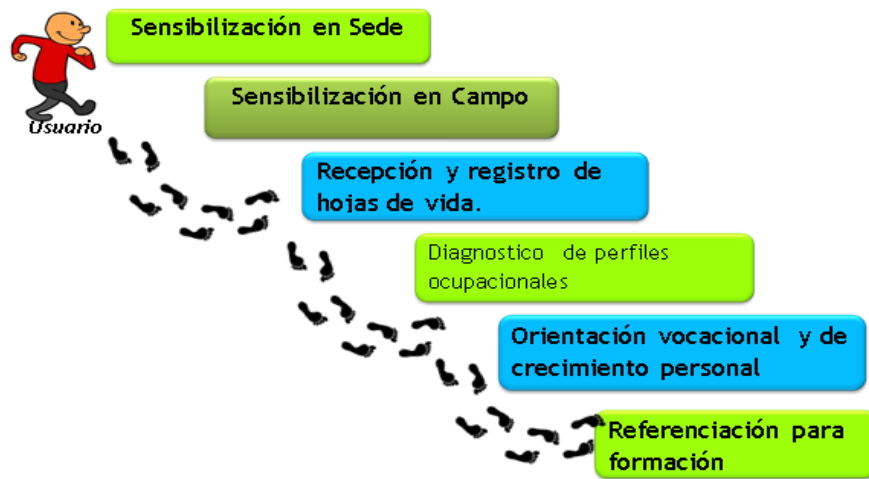 Sensibilización en Sede
Usuario
Sensibilización en Campo
Recepción y registro de
hojas de vida.
Diagnostico de perfiles
ocupacionales
Orientación vocacional y de
crecimiento personal
Referenciación para
formación